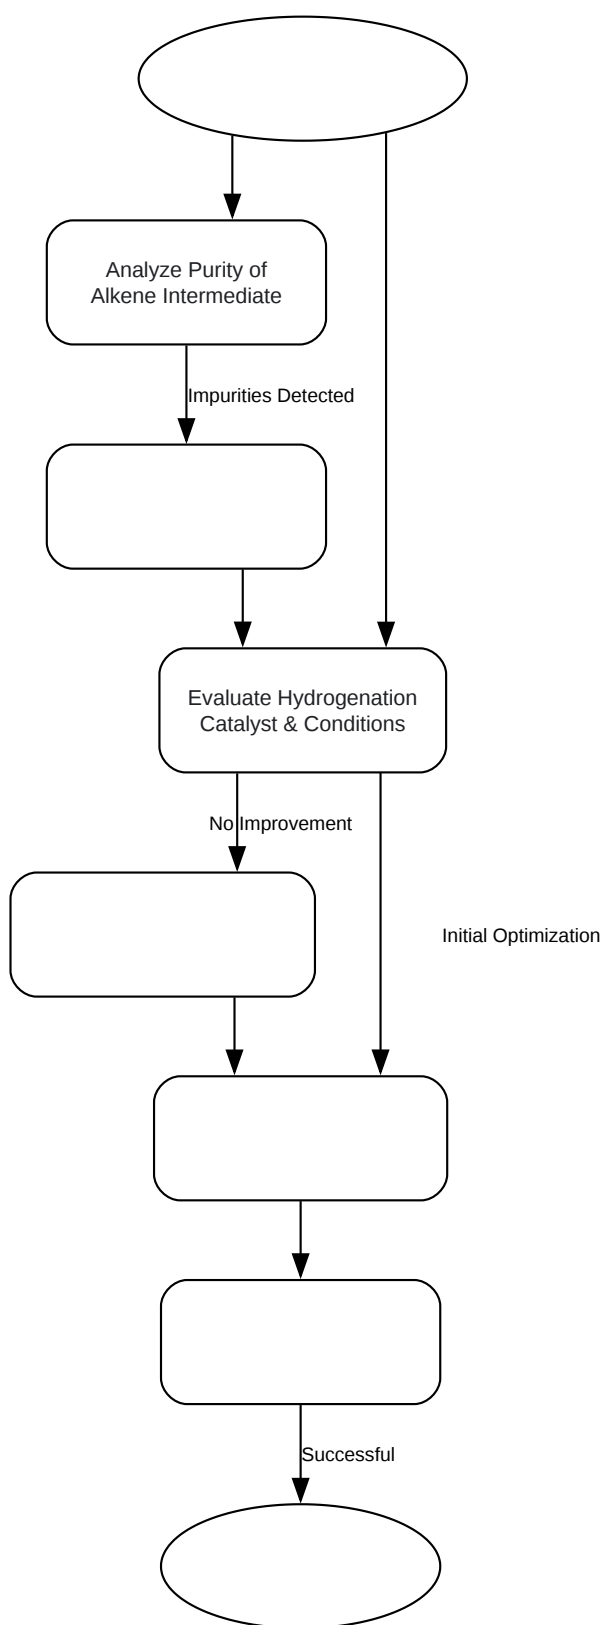 Analyze Purity of
Alkene Intermediate
Impurities Detected
Evaluate Hydrogenation
Catalyst & Conditions
No Improvement
Initial Optimization
Successful